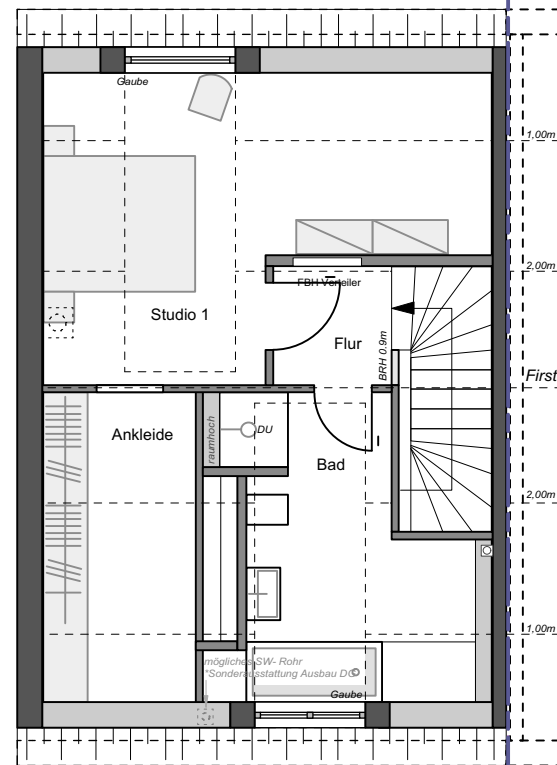 Gaube
1,00m
2,00m
FBH Verteiler
Studio 1
Flur
BRH 0.9m
First
Ankleide
raumhoch
DU
Bad
2,00m
1,00m
mögliches SW- Rohr
*Sonderausstattung Ausbau DG
Gaube